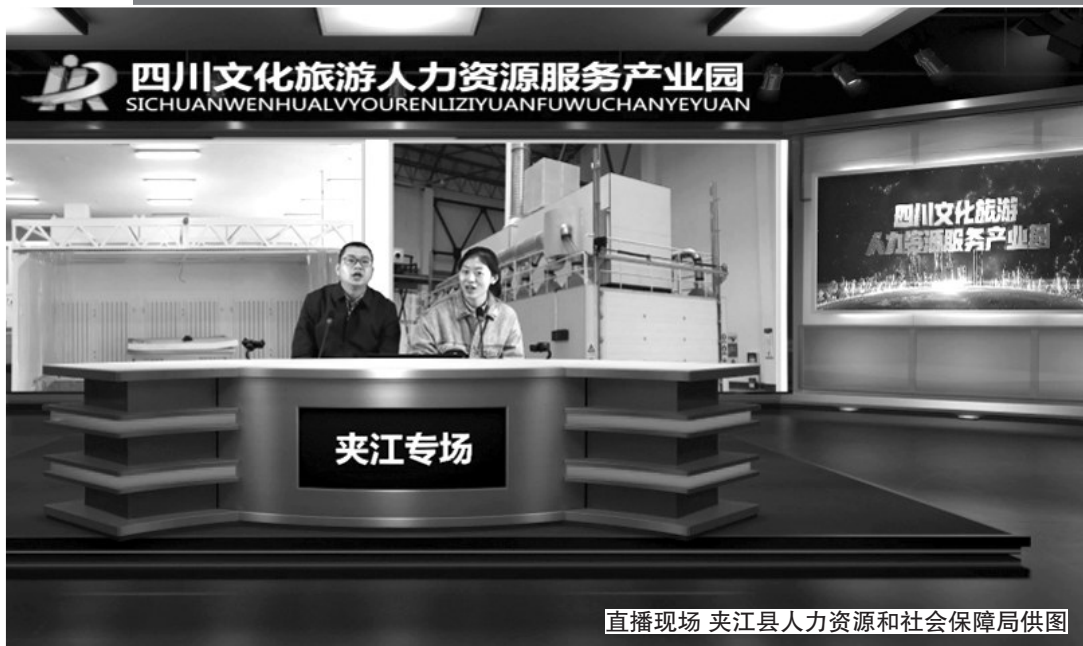 四川文化旅游人力资源服务产业园
SICHUANWENHUALVYOURENLIZIYUANFUWUCHANYEYUAN
四川文化旅游
人力资源服务产业园
夹江专场
直播现场 夹江县人力资源和社会保障局供图